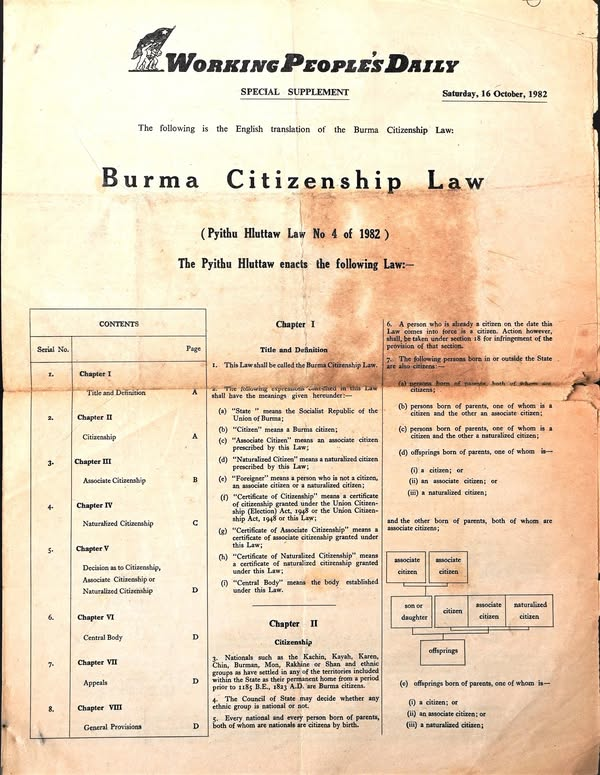 WORKING PEOPLE'S DAILY
SPECIAL SUPPLEMENT
Saturday, 16 October, 1982
The following is the English translation of the Burma Citizenship Law:
Burma Citizenship Law
(Pyithu Hluttaw Law No 4 of 1982)
The Pyithu Hluttaw enacts the following Law:—
CONTENTS
Serial No. Page
1. Chapter I
Title and Definition A
2. Chapter II
Citizenship A
3. Chapter III
Associate Citizenship B
4. Chapter IV
Naturalized Citizenship C
5. Chapter V
Decision as to Citizenship,
Associate Citizenship or
Naturalized Citizenship D
6. Chapter VI
Central Body D
7. Chapter VII
Appeals D
8. Chapter VIII
General Provisions D
Chapter I
Title and Definition
1. This Law shall be called the Burma Citizenship Law.
2. The following expressions contained in this Law
shall have the meanings given hereunder:—
(a) "State" means the Socialist Republic of the
Union of Burma;
(b) "Citizen" means a Burma citizen;
(c) "Associate Citizen" means an associate citizen
prescribed by this Law;
(d) "Naturalized Citizen" means a naturalized citizen
prescribed by this Law;
(e) "Foreigner" means a person who is not a citizen,
an associate citizen or a naturalized citizen;
(f) "Certificate of Citizenship" means a certificate
of citizenship granted under the Union Citizen-
ship (Election) Act, 1948 or the Union Citizen-
ship Act, 1948 or this Law;
(g) "Certificate of Associate Citizenship" means a
certificate of associate citizenship granted under
this Law;
(h) "Certificate of Naturalized Citizenship" means
a certificate of naturalized citizenship granted
under this Law;
(i) "Central Body" means the body established
under this Law.
Chapter II
Citizenship
3. Nationals such as the Kachin, Kayah, Karen,
Chin, Burman, Mon, Rakhine or Shan and ethnic
groups as have settled in any of the territories included
within the State as their permanent home from a period
prior to 1185 B.E., 1823 A.D. are Burma citizens.
4. The Council of State may decide whether any
ethnic group is national or not.
5. Every national and every person born of parents,
both of whom are nationals are citizens by birth.
6. A person who is already a citizen on the date this
Law comes into force is a citizen. Action however,
shall, be taken under section 18 for infringement of the
provision of that section.
7. The following persons born in or outside the State
are also citizens :—
(a) persons born of parents, both of whom are
citizens;
(b) persons born of parents, one of whom is a
citizen and the other an associate citizen;
(c) persons born of parents, one of whom is a
citizen and the other a naturalized citizen;
(d) offsprings born of parents, one of whom is—
(i) a citizen; or
(ii) an associate citizen; or
(iii) a naturalized citizen;
and the other born of parents, both of whom are
associate citizens;
associate citizen
associate citizen
son or daughter
citizen
associate citizen
naturalized citizen
offsprings
(e) offsprings born of parents, one of whom is—
(i) a citizen; or
(ii) an associate citizen; or
(iii) a naturalized citizen;